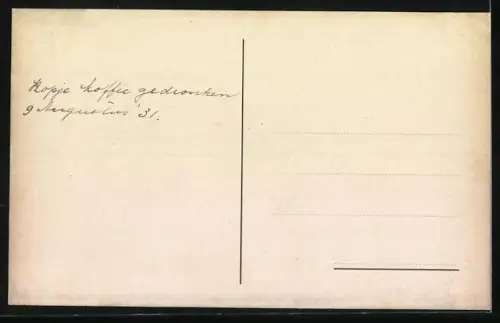 Kopje koffie gedronken
9 Augustus '31.